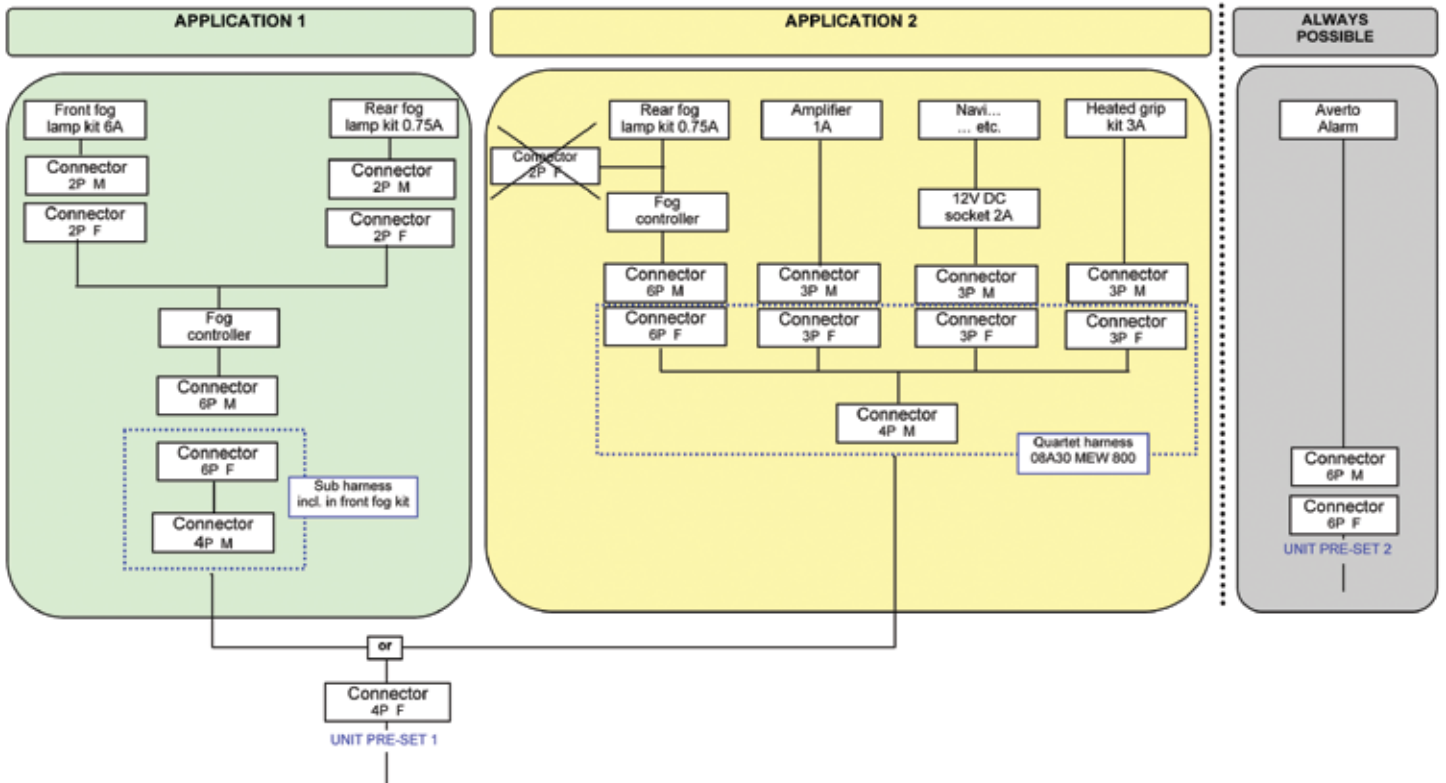 APPLICATION 1
Front fog
lamp kit 6A
Connector
2P M
Connector
2P F
Rear fog
lamp kit 0.75A
Connector
2P M
Connector
2P F
Fog
controller
Connector
6P M
Connector
6P F
Connector
4P M
Sub harness
incl. in front fog kit
APPLICATION 2
Connector
2P F
Rear fog
lamp kit 0.75A
Fog
controller
Connector
6P M
Connector
6P F
Amplifier
1A
Connector
3P M
Connector
3P F
Navi...
... etc.
12V DC
socket 2A
Connector
3P M
Connector
3P F
Heated grip
kit 3A
Connector
3P M
Connector
3P F
Connector
4P M
Quartet harness
08A30 MEW 800
ALWAYS
POSSIBLE
Averto
Alarm
Connector
6P M
Connector
6P F
UNIT PRE-SET 2
or
Connector
4P F
UNIT PRE-SET 1